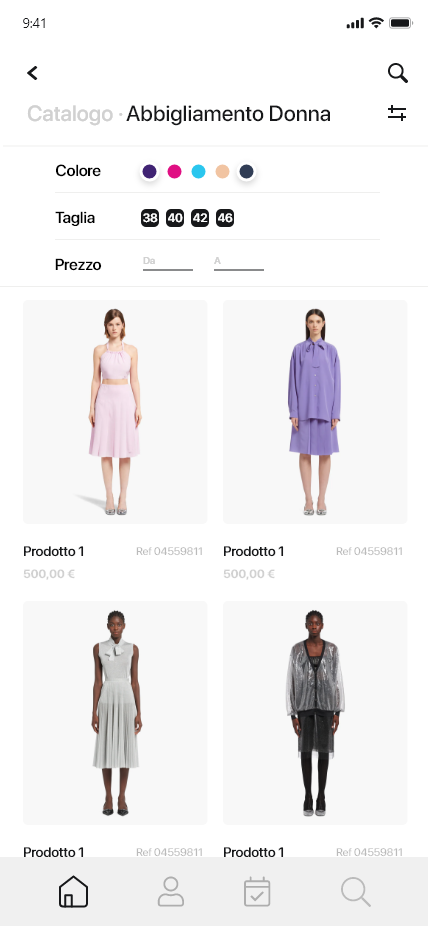 9:41
Catalogo · Abbigliamento Donna
Colore
Taglia 38 40 42 46
Prezzo Da A
Prodotto 1 Ref 04559811 Prodotto 1 Ref 04559811
500,00 € 500,00 €
Prodotto 1 Ref 04559811 Prodotto 1 Ref 04559811